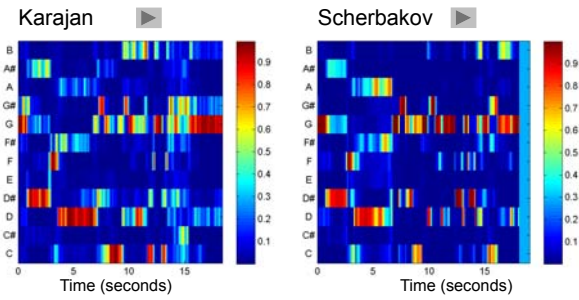 Karajan
Scherbakov
B
A#
A
G#
G
F#
F
E
D#
D
C#
C
0
5
10
15
Time (seconds)
0.9
0.8
0.7
0.6
0.5
0.4
0.3
0.2
0.1
B
A#
A
G#
G
F#
F
E
D#
D
C#
C
0
5
10
15
Time (seconds)
0.9
0.8
0.7
0.6
0.5
0.4
0.3
0.2
0.1